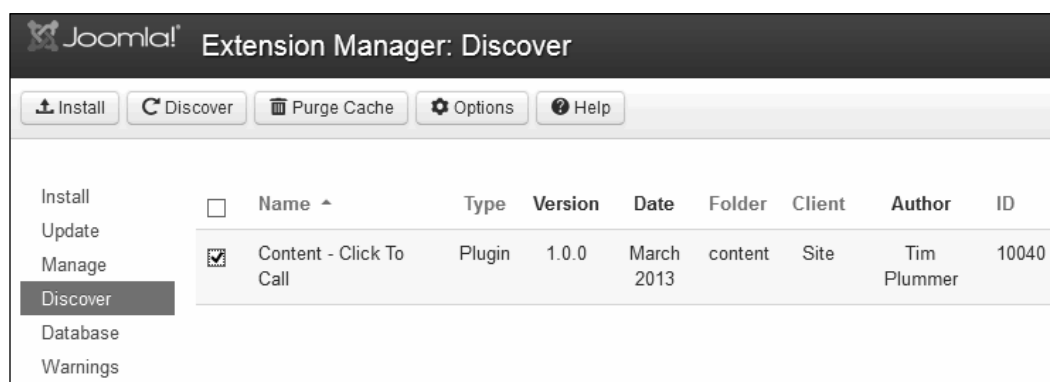 Joomla! Extension Manager: Discover
Install Discover Purge Cache Options Help
Install
Update
Manage
Discover
Database
Warnings
Name Type Version Date Folder Client Author ID
Content - Click To Call Plugin 1.0.0 March 2013 content Site Tim Plummer 10040